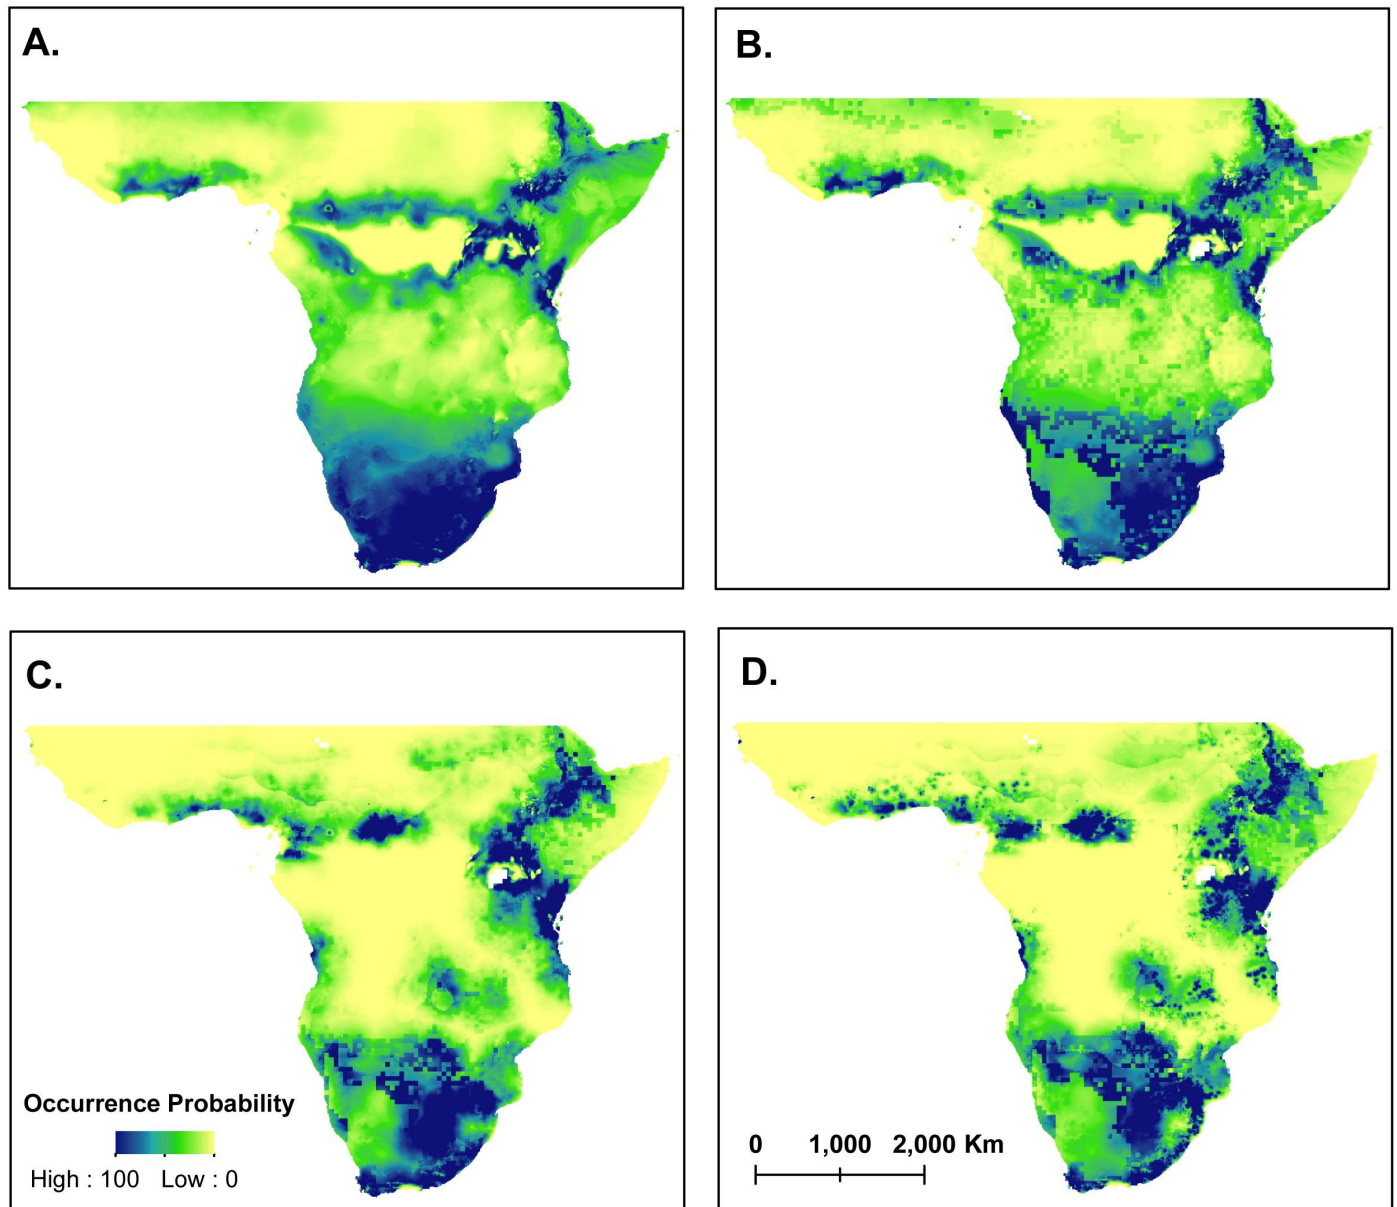 A.
B.
C.
D.
Occurrence Probability
High : 100 Low : 0
0 1,000 2,000 Km